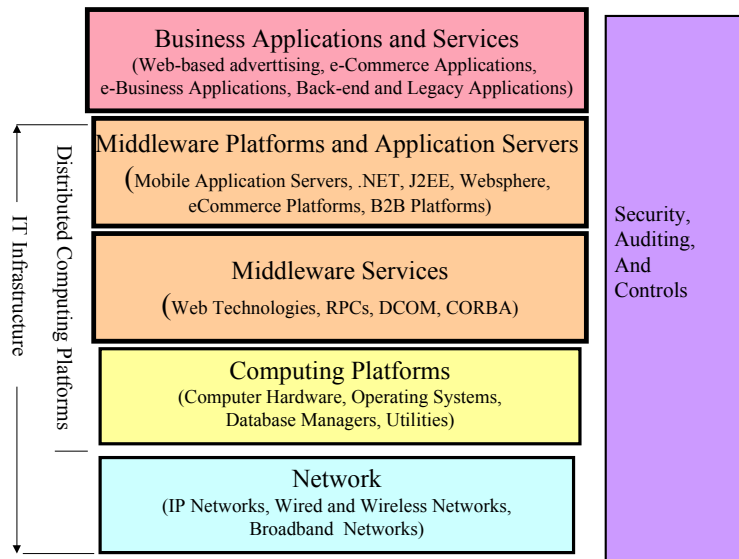 Business Applications and Services
(Web-based adverttising, e-Commerce Applications,
e-Business Applications, Back-end and Legacy Applications)
Middleware Platforms and Application Servers
(Mobile Application Servers, .NET, J2EE, Websphere,
eCommerce Platforms, B2B Platforms)
Middleware Services
(Web Technologies, RPCs, DCOM, CORBA)
Computing Platforms
(Computer Hardware, Operating Systems,
Database Managers, Utilities)
Network
(IP Networks, Wired and Wireless Networks,
Broadband Networks)
Distributed Computing Platforms
IT Infrastructure
Security,
Auditing,
And
Controls